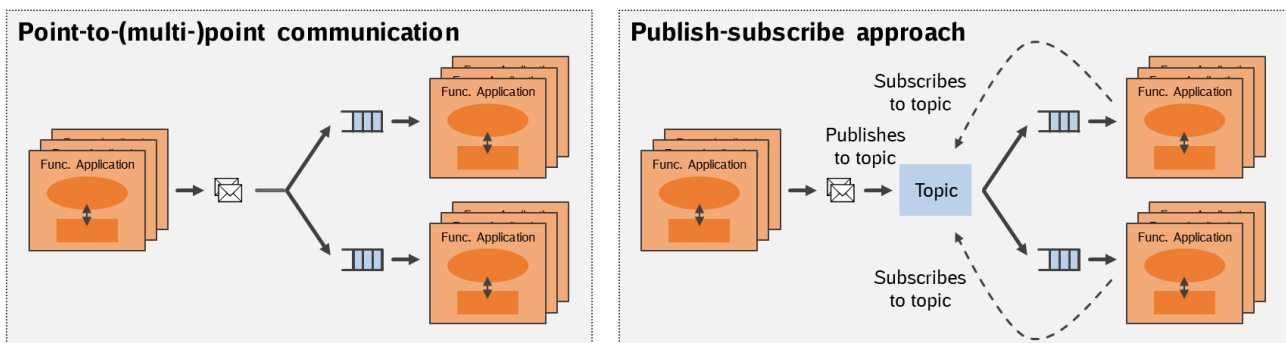 Point-to-(multi-)point communication
Func. Application
Func. Application
Func. Application
Publish-subscribe approach
Subscribes
to topic
Publishes
to topic
Topic
Subscribes
to topic
Func. Application
Func. Application
Func. Application